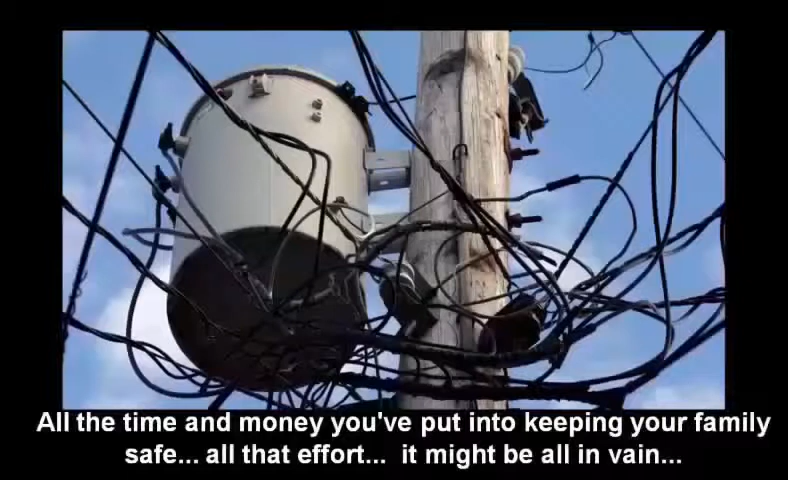 All the time and money you've put into keeping your family
safe... all that effort...  it might be all in vain...